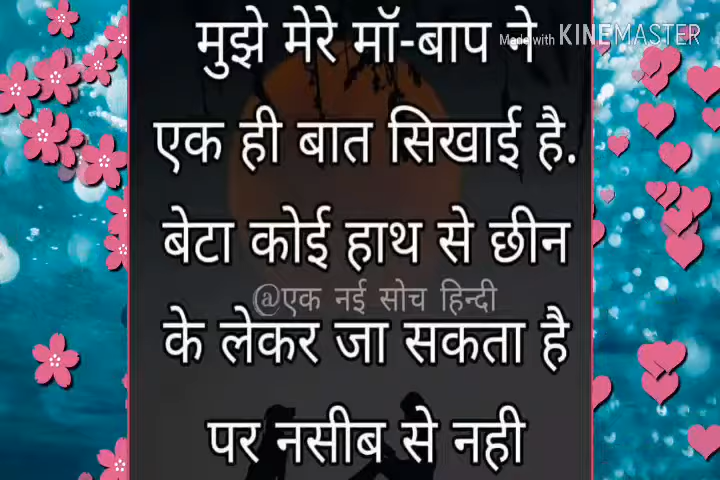 मुझे मेरे मॉ-बाप ने
Made with KINEMASTER
एक ही बात सिखाई है.
बेटा कोई हाथ से छीन
@एक नई सोच हिन्दी
के लेकर जा सकता है
पर नसीब से नही